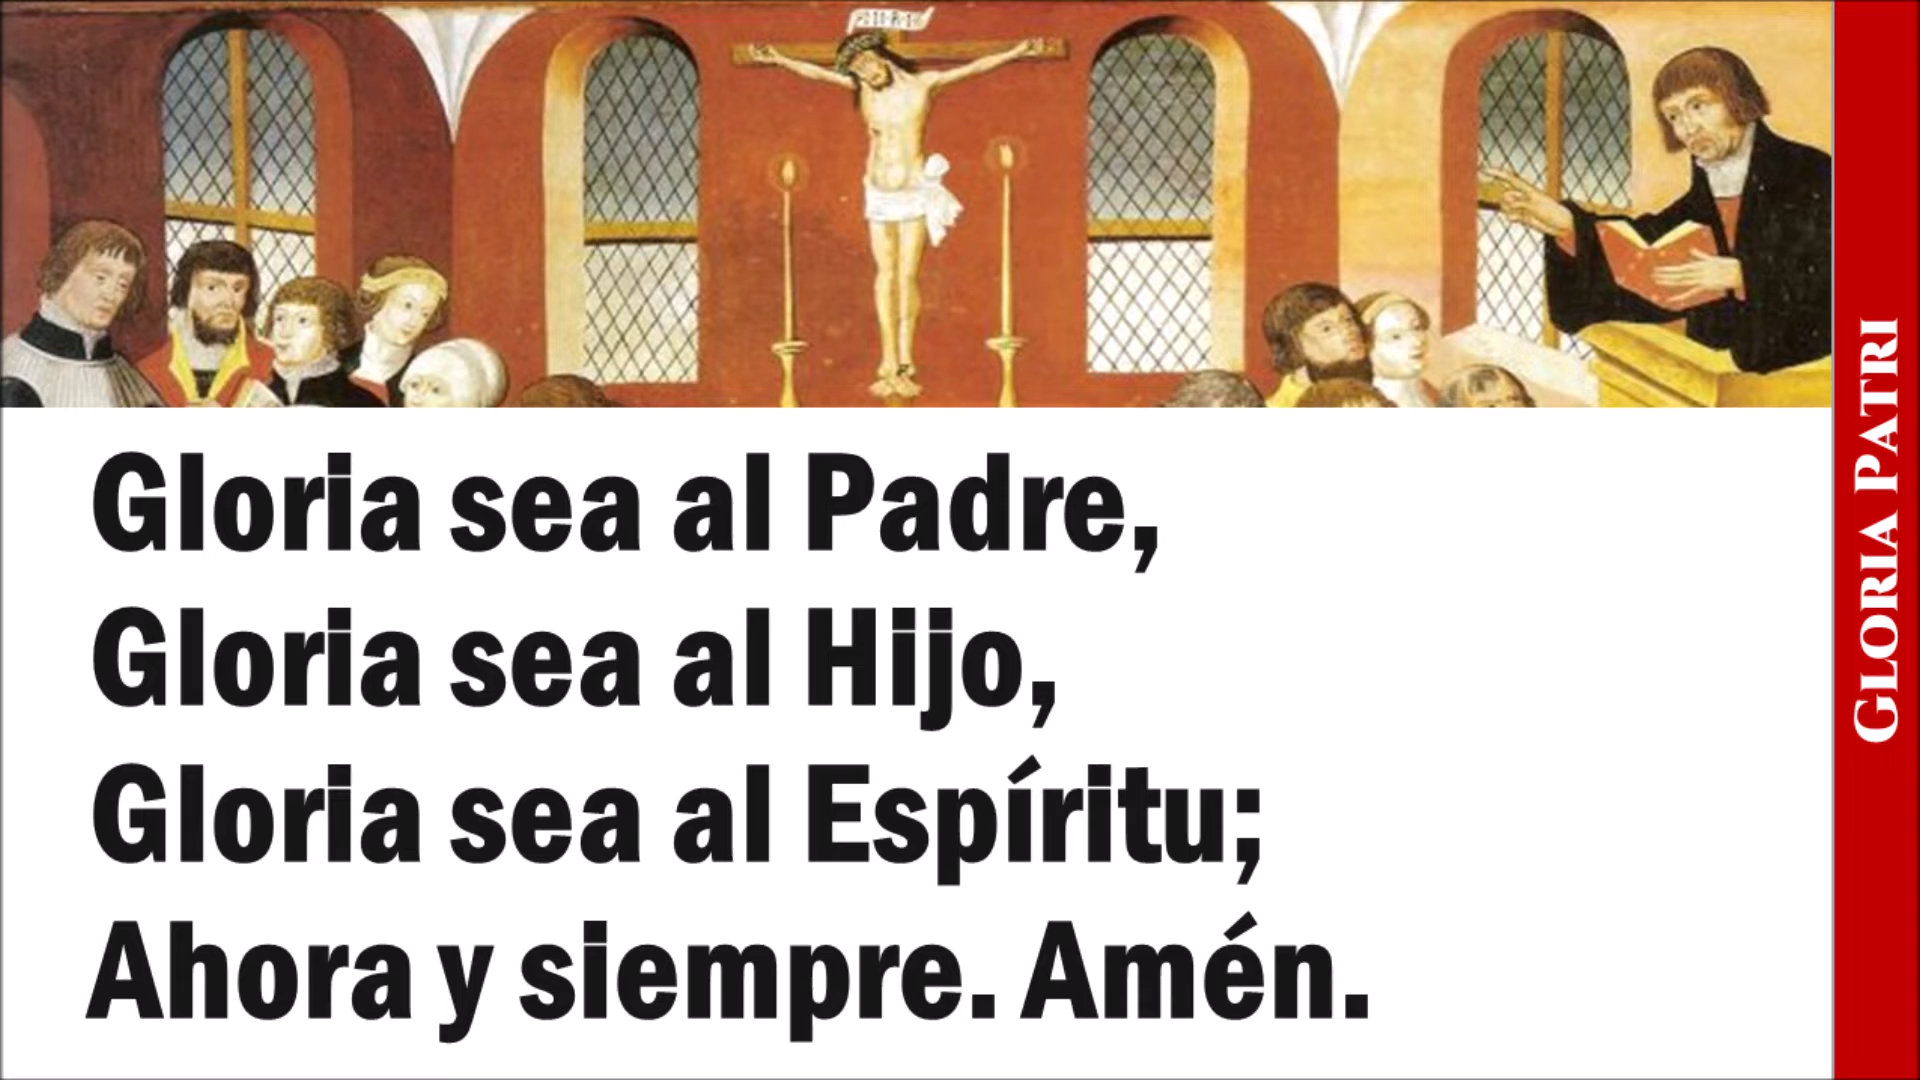 Gloria sea al Padre,
Gloria sea al Hijo,
Gloria sea al Espíritu;
Ahora y siempre. Amén.
GLORIA PATRI